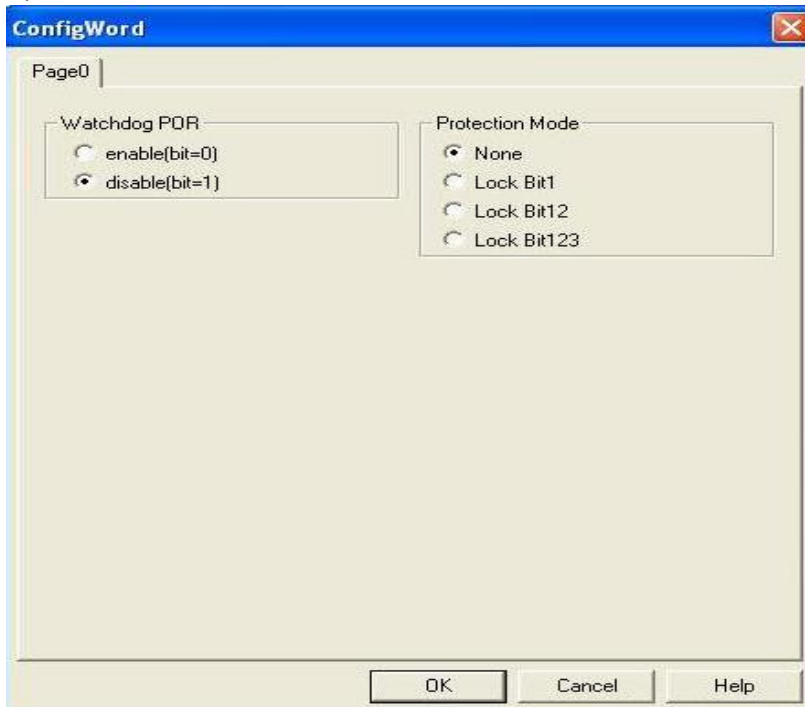 ConfigWord
Page0
Watchdog POR
enable(bit=0)
disable(bit=1)
Protection Mode
None
Lock Bit1
Lock Bit12
Lock Bit123
OK
Cancel
Help